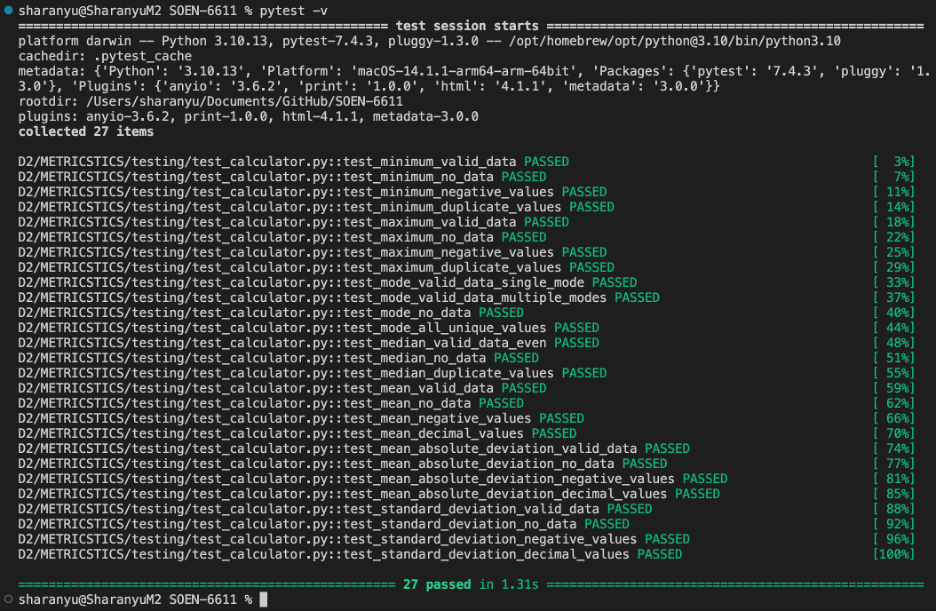 sharanyu@SharanyuM2 SOEN-6611 % pytest -v
============================================== test session starts ==============================================
platform darwin -- Python 3.10.13, pytest-7.4.3, pluggy-1.3.0 -- /opt/homebrew/opt/python@3.10/bin/python3.10
cachedir: .pytest_cache
metadata: {'Python': '3.10.13', 'Platform': 'macOS-14.1.1-arm64-arm-64bit', 'Packages': {'pytest': '7.4.3', 'pluggy': '1.
3.0'}, 'Plugins': {'anyio': '3.6.2', 'print': '1.0.0', 'html': '4.1.1', 'metadata': '3.0.0'}}
rootdir: /Users/sharanyu/Documents/GitHub/SOEN-6611
plugins: anyio-3.6.2, print-1.0.0, html-4.1.1, metadata-3.0.0
collected 27 items
D2/METRICSTICS/testing/test_calculator.py::test_minimum_valid_data PASSED [  3%]
D2/METRICSTICS/testing/test_calculator.py::test_minimum_no_data PASSED [  7%]
D2/METRICSTICS/testing/test_calculator.py::test_minimum_negative_values PASSED [ 11%]
D2/METRICSTICS/testing/test_calculator.py::test_minimum_duplicate_values PASSED [ 14%]
D2/METRICSTICS/testing/test_calculator.py::test_maximum_valid_data PASSED [ 18%]
D2/METRICSTICS/testing/test_calculator.py::test_maximum_no_data PASSED [ 22%]
D2/METRICSTICS/testing/test_calculator.py::test_maximum_negative_values PASSED [ 25%]
D2/METRICSTICS/testing/test_calculator.py::test_maximum_duplicate_values PASSED [ 29%]
D2/METRICSTICS/testing/test_calculator.py::test_mode_valid_data_single_mode PASSED [ 33%]
D2/METRICSTICS/testing/test_calculator.py::test_mode_valid_data_multiple_modes PASSED [ 37%]
D2/METRICSTICS/testing/test_calculator.py::test_mode_no_data PASSED [ 40%]
D2/METRICSTICS/testing/test_calculator.py::test_mode_all_unique_values PASSED [ 44%]
D2/METRICSTICS/testing/test_calculator.py::test_median_valid_data_even PASSED [ 48%]
D2/METRICSTICS/testing/test_calculator.py::test_median_no_data PASSED [ 51%]
D2/METRICSTICS/testing/test_calculator.py::test_median_duplicate_values PASSED [ 55%]
D2/METRICSTICS/testing/test_calculator.py::test_mean_valid_data PASSED [ 59%]
D2/METRICSTICS/testing/test_calculator.py::test_mean_no_data PASSED [ 62%]
D2/METRICSTICS/testing/test_calculator.py::test_mean_negative_values PASSED [ 66%]
D2/METRICSTICS/testing/test_calculator.py::test_mean_decimal_values PASSED [ 70%]
D2/METRICSTICS/testing/test_calculator.py::test_mean_absolute_deviation_valid_data PASSED [ 74%]
D2/METRICSTICS/testing/test_calculator.py::test_mean_absolute_deviation_no_data PASSED [ 77%]
D2/METRICSTICS/testing/test_calculator.py::test_mean_absolute_deviation_negative_values PASSED [ 81%]
D2/METRICSTICS/testing/test_calculator.py::test_mean_absolute_deviation_decimal_values PASSED [ 85%]
D2/METRICSTICS/testing/test_calculator.py::test_standard_deviation_valid_data PASSED [ 88%]
D2/METRICSTICS/testing/test_calculator.py::test_standard_deviation_no_data PASSED [ 92%]
D2/METRICSTICS/testing/test_calculator.py::test_standard_deviation_negative_values PASSED [ 96%]
D2/METRICSTICS/testing/test_calculator.py::test_standard_deviation_decimal_values PASSED [100%]
============================================== 27 passed in 1.31s ==============================================
sharanyu@SharanyuM2 SOEN-6611 %